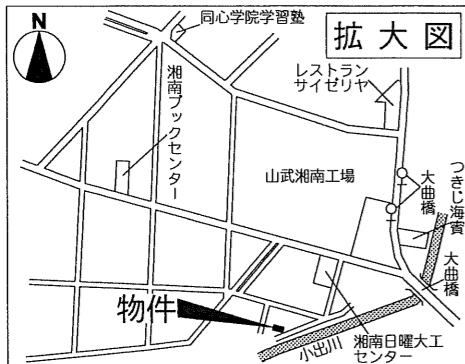 N
同心学院学習塾
拡大図
レストラン
サイゼリヤ
湘南ブックセンター
山武湘南工場
大曲橋
つきじ海賓
大曲橋
物件
小出川
湘南日曜大工
センター